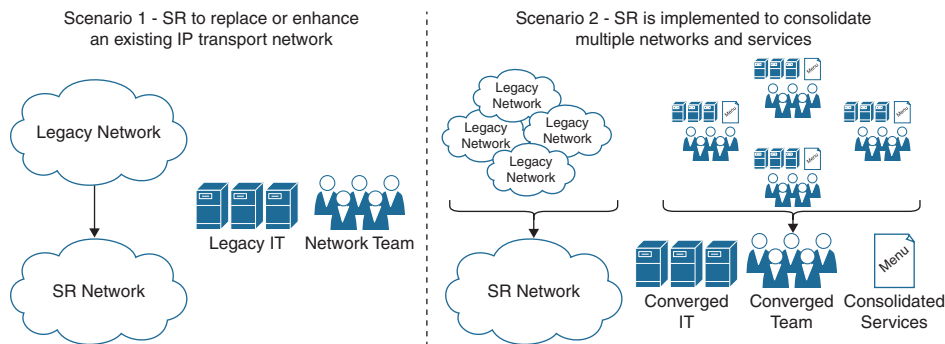 Scenario 1 - SR to replace or enhance
an existing IP transport network
Legacy Network
SR Network
Legacy IT
Network Team
Scenario 2 - SR is implemented to consolidate
multiple networks and services
Legacy
Network
Legacy
Network
Legacy
Network
Legacy
Network
Menu
Menu
Menu
Menu
SR Network
Converged
IT
Converged
Team
Menu
Consolidated
Services